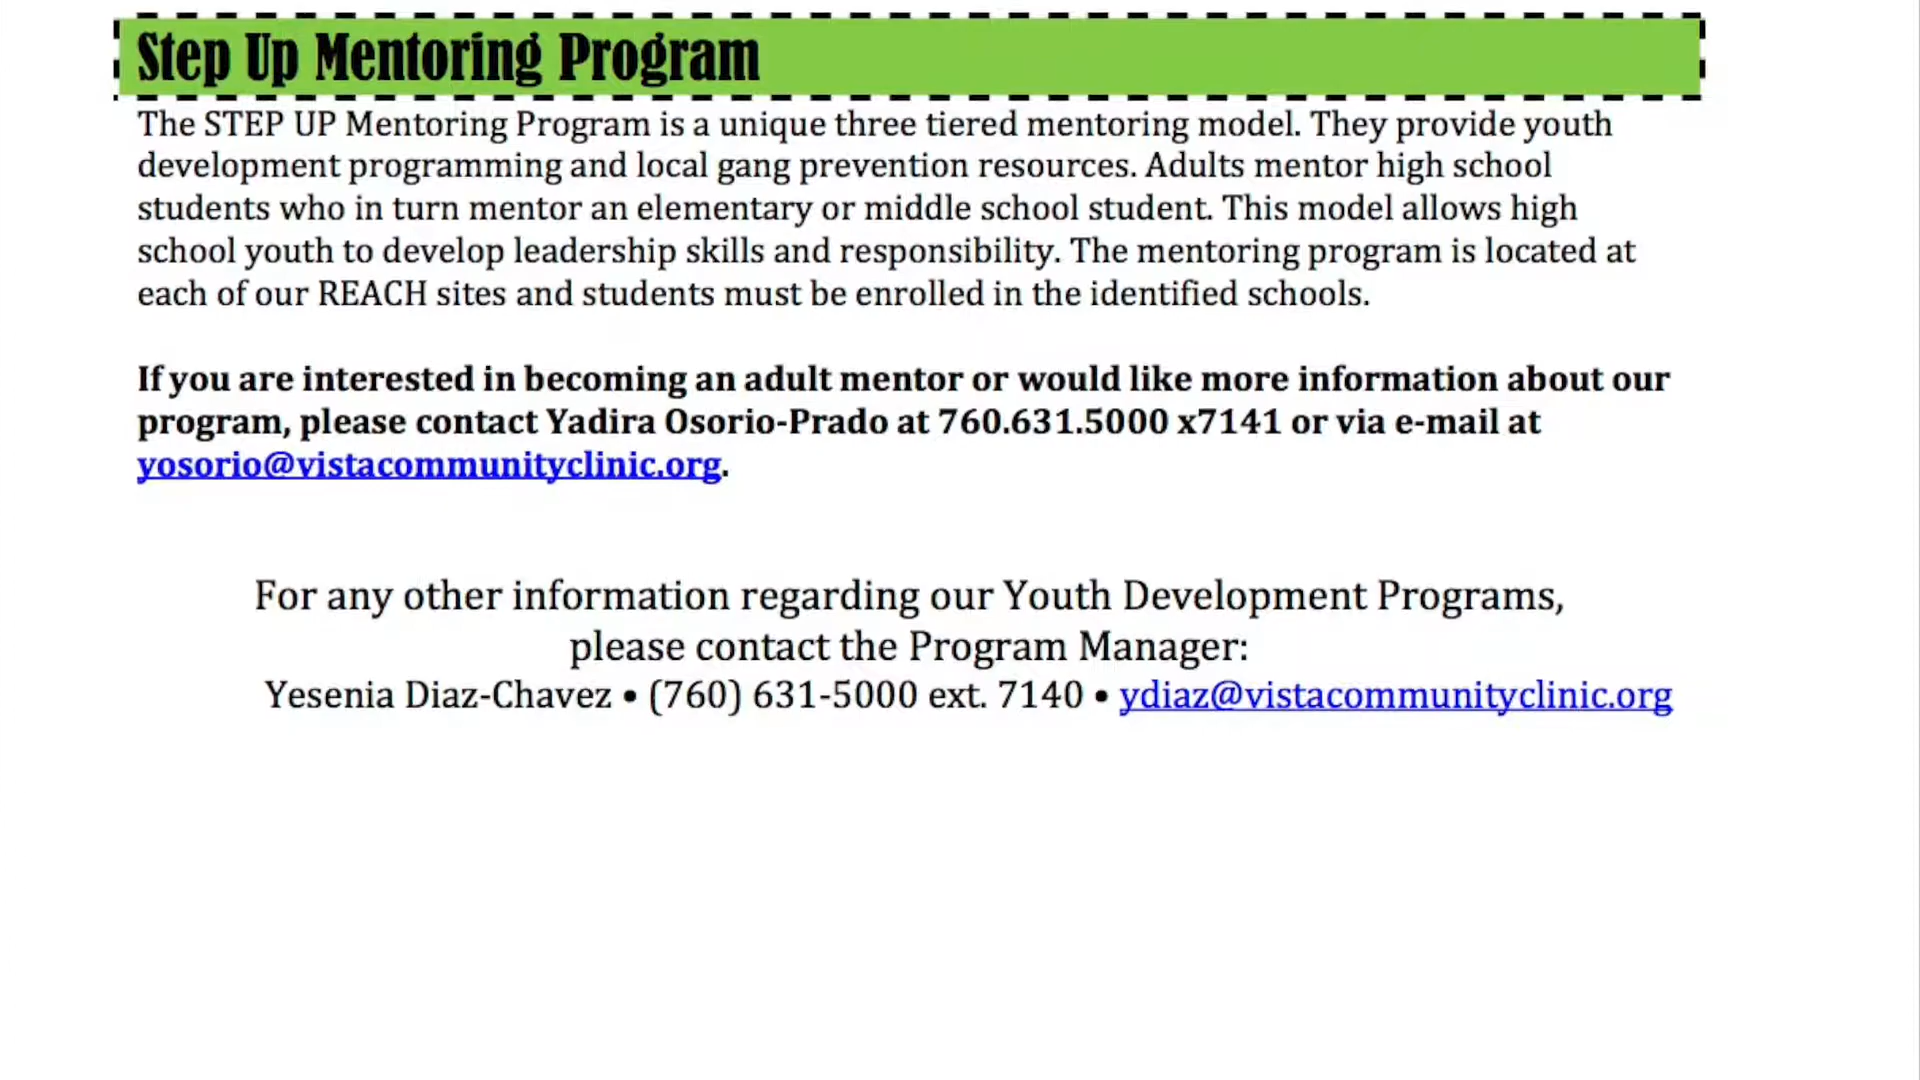 Step Up Mentoring Program
The STEP UP Mentoring Program is a unique three tiered mentoring model. They provide youth
development programming and local gang prevention resources. Adults mentor high school
students who in turn mentor an elementary or middle school student. This model allows high
school youth to develop leadership skills and responsibility. The mentoring program is located at
each of our REACH sites and students must be enrolled in the identified schools.
If you are interested in becoming an adult mentor or would like more information about our
program, please contact Yadira Osorio-Prado at 760.631.5000 x7141 or via e-mail at
yosorio@vistacommunityclinic.org.
For any other information regarding our Youth Development Programs,
please contact the Program Manager:
Yesenia Diaz-Chavez • (760) 631-5000 ext. 7140 • ydiaz@vistacommunityclinic.org